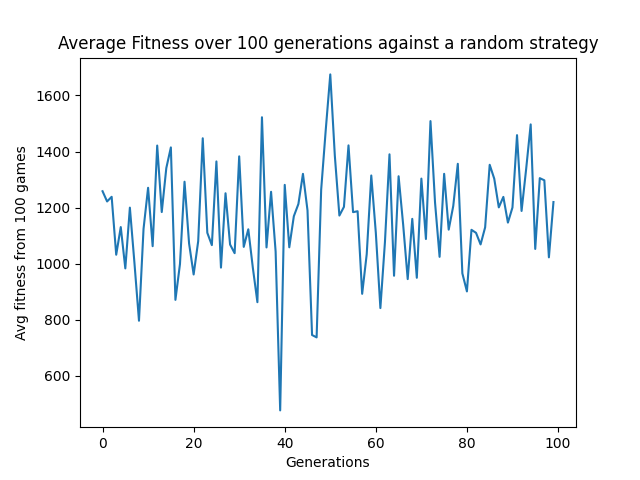 Average Fitness over 100 generations against a random strategy
1600
1400
1200
1000
800
600
Avg fitness from 100 games
0 20 40 60 80 100
Generations